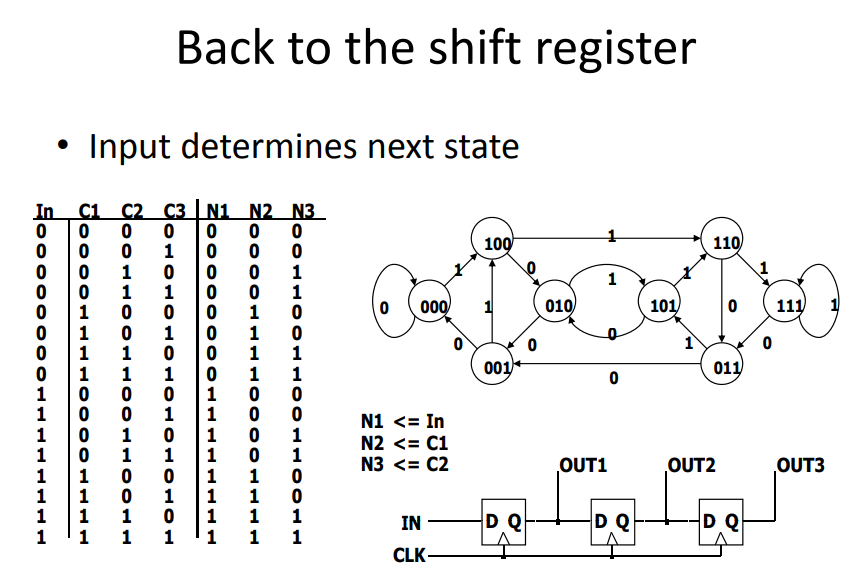 Back to the shift register
• Input determines next state
In C1 C2 C3 N1 N2 N3
0 0 0 0 0 0 0
0 0 0 1 0 0 0
0 0 1 0 0 0 1
0 0 1 1 0 0 1
0 1 0 0 0 1 0
0 1 0 1 0 1 0
0 1 1 0 0 1 1
0 1 1 1 0 1 1
1 0 0 0 1 0 0
1 0 0 1 1 0 0
1 0 1 0 1 0 1
1 0 1 1 1 0 1
1 1 0 0 1 1 0
1 1 0 1 1 1 0
1 1 1 0 1 1 1
1 1 1 1 1 1 1
100 1 110
1 0 1 1 1
0 000 1 010 101 0 111 1
0 0 0 1 0
001 0 011
N1 <= In
N2 <= C1
N3 <= C2
OUT1 OUT2 OUT3
IN D Q D Q D Q
CLK